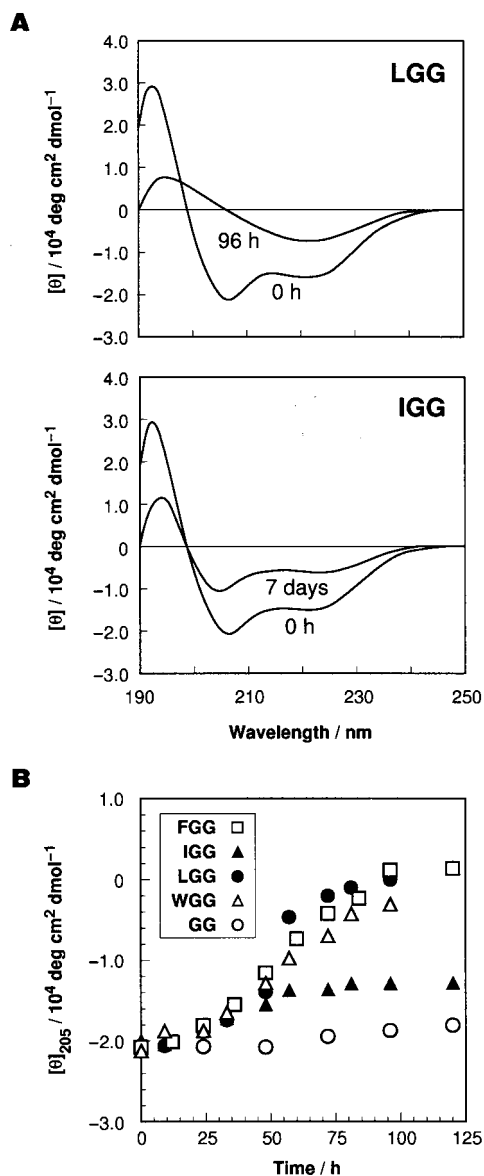 A
LGG
[θ] / 10⁴ deg cm² dmol⁻¹
4.0
3.0
2.0
1.0
0
−1.0
−2.0
−3.0
96 h
0 h
IGG
[θ] / 10⁴ deg cm² dmol⁻¹
4.0
3.0
2.0
1.0
0
−1.0
−2.0
−3.0
7 days
0 h
190
210
230
250
Wavelength / nm
B
[θ]₂₀₅ / 10⁴ deg cm² dmol⁻¹
1.0
0
−1.0
−2.0
−3.0
FGG □
IGG ▲
LGG ●
WGG △
GG ○
0
25
50
75
100
125
Time / h